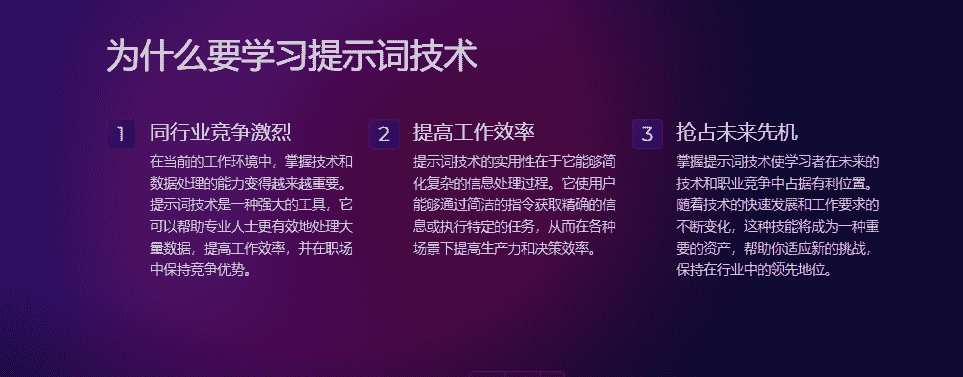 为什么要学习提示词技术
1
同行业竞争激烈
在当前的工作环境中，掌握技术和
数据处理的能力变得越来越重要。
提示词技术是一种强大的工具，它
可以帮助专业人士更有效地处理大
量数据，提高工作效率，并在职场
中保持竞争优势。
2
提高工作效率
提示词技术的实用性在于它能够简
化复杂的信息处理过程。它使用户
能够通过简洁的指令获取精确的信
息或执行特定的任务，从而在各种
场景下提高生产力和决策效率。
3
抢占未来先机
掌握提示词技术使学习者在未来的
技术和职业竞争中占据有利位置。
随着技术的快速发展和工作要求的
不断变化，这种技能将成为一种重
要的资产，帮助你适应新的挑战，
保持在行业中的领先地位。